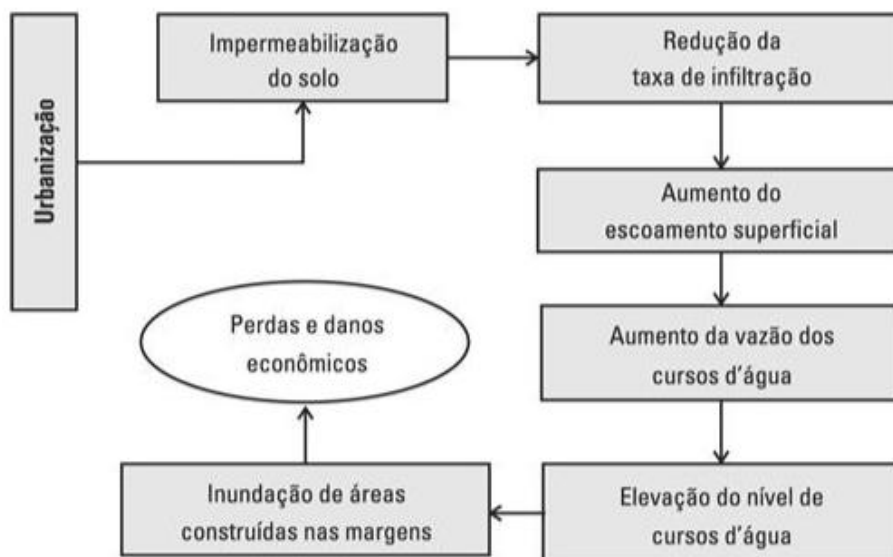 Urbanização
Impermeabilização
do solo
Redução da
taxa de infiltração
Aumento do
escoamento superficial
Aumento da vazão dos
cursos d'água
Elevação do nível de
cursos d'água
Inundação de áreas
construídas nas margens
Perdas e danos
econômicos